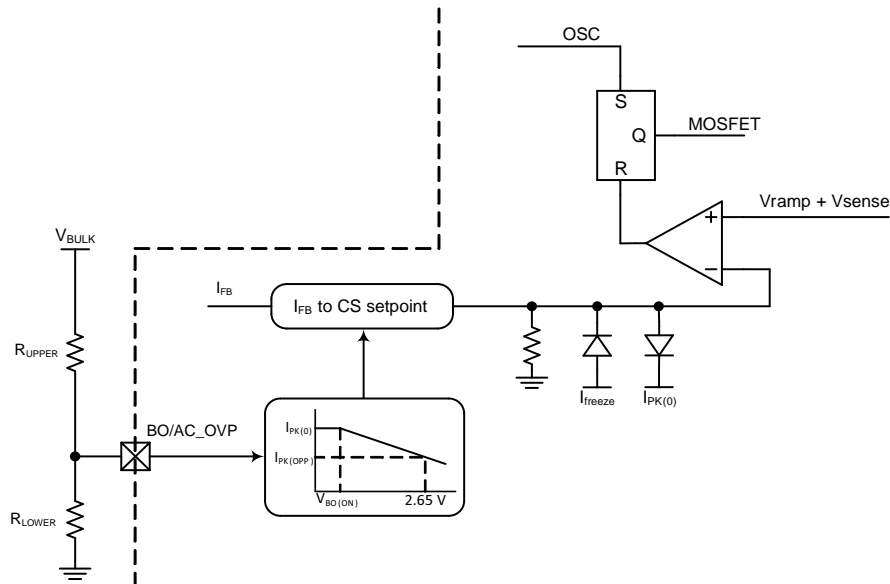 OSC
S
Q
MOSFET
R
Vramp + Vsense
+
−
VBULK
IFB
IFB to CS setpoint
RUPPER
Ifreeze
IPK(0)
BO/AC_OVP
IPK(0)
IPK(OPP)
VBO(ON)
2.65 V
RLOWER